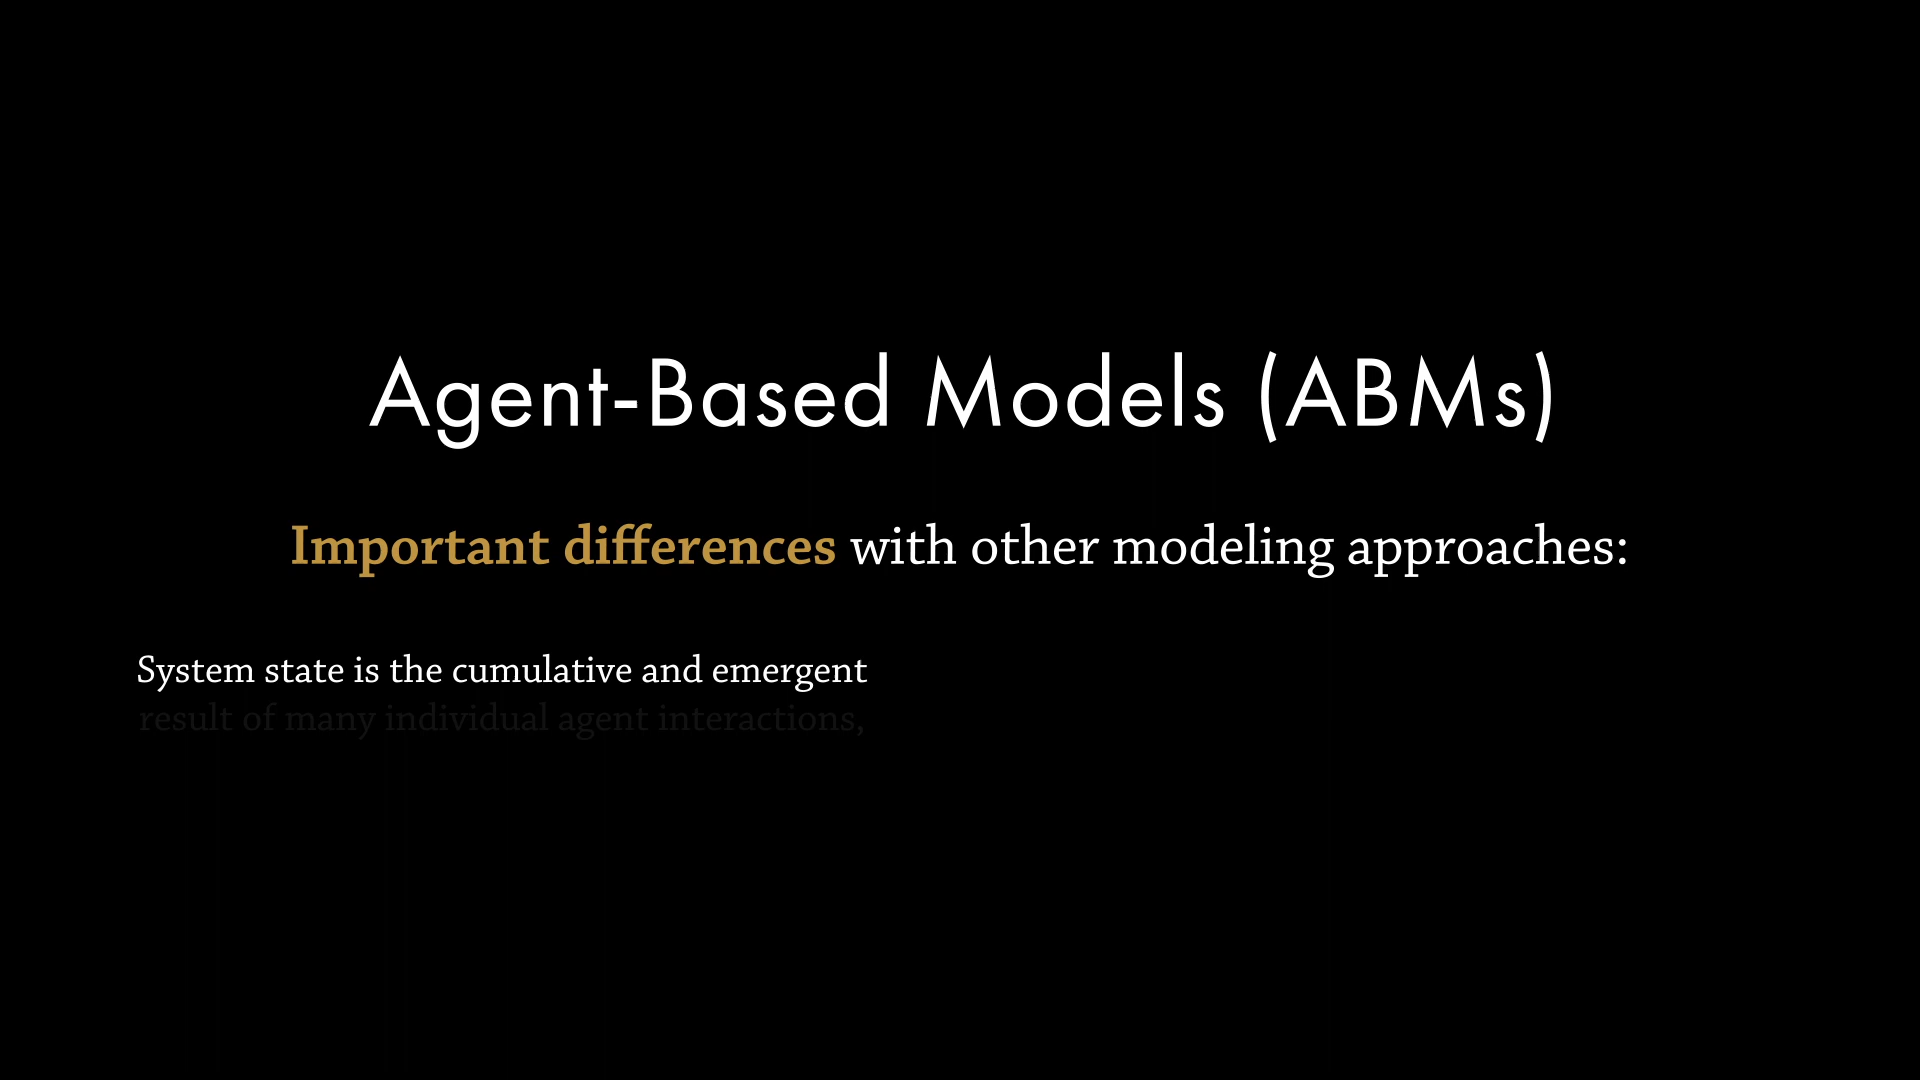 Agent-Based Models (ABMs)
Important differences with other modeling approaches:
System state is the cumulative and emergent
result of many individual agent interactions,